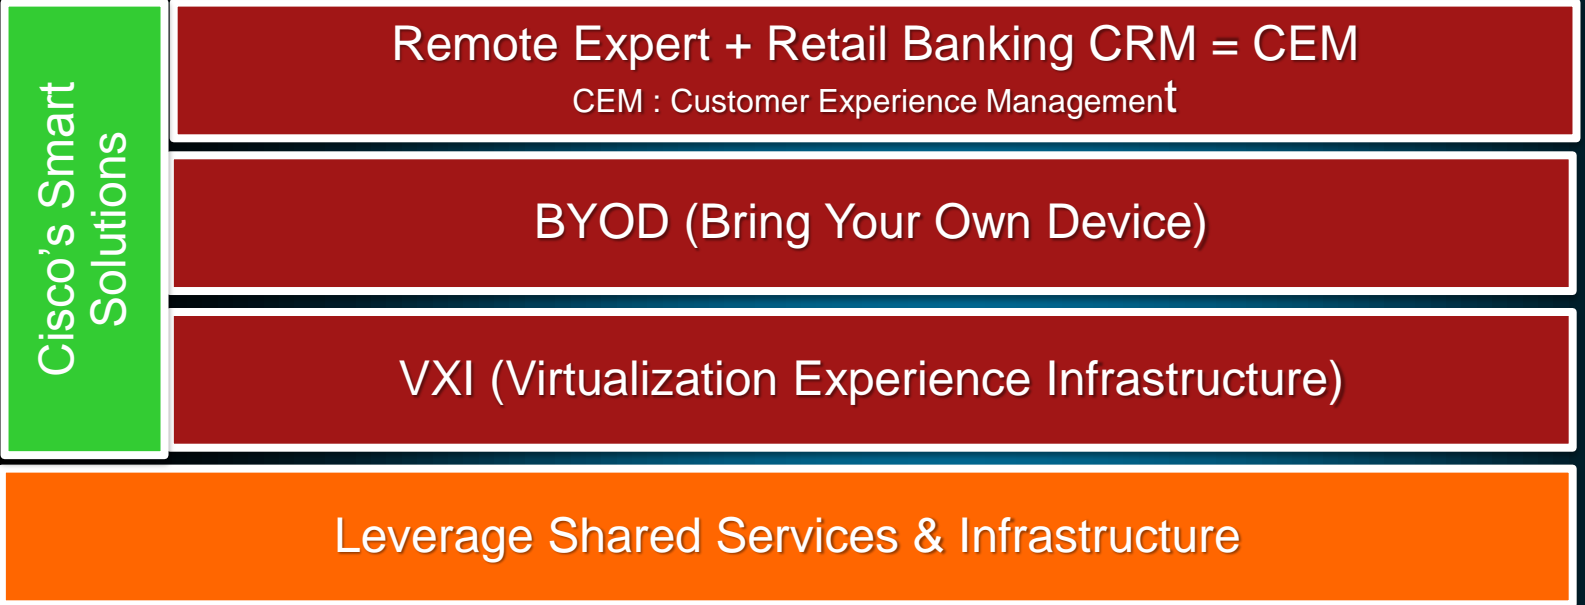 Cisco’s Smart
Solutions
Remote Expert + Retail Banking CRM = CEM
CEM : Customer Experience Management
BYOD (Bring Your Own Device)
VXI (Virtualization Experience Infrastructure)
Leverage Shared Services & Infrastructure